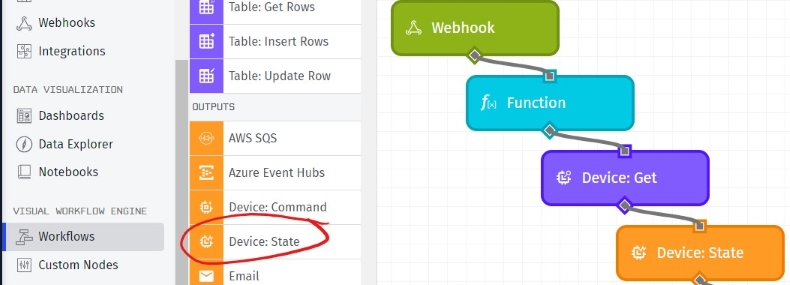 Webhooks
Integrations
DATA VISUALIZATION
Dashboards
Data Explorer
Notebooks
VISUAL WORKFLOW ENGINE
Workflows
Custom Nodes
Table: Get Rows
Table: Insert Rows
Table: Update Row
OUTPUTS
AWS SQS
Azure Event Hubs
Device: Command
Device: State
Email
Webhook
f(x) Function
Device: Get
Device: State